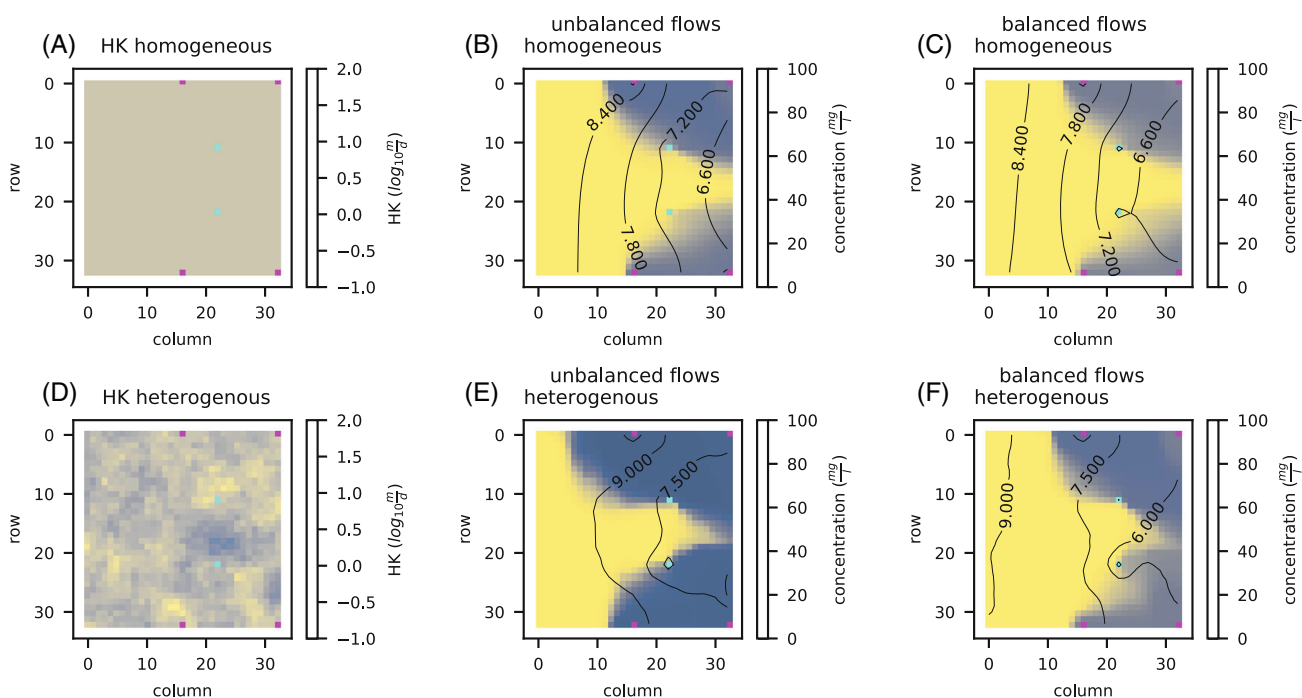 (A) HK homogeneous
0
10
20
30
row
0 10 20 30
column
2.0
1.5
1.0
0.5
0.0
−0.5
−1.0
HK (log10 m/d)
unbalanced flows
(B) homogeneous
0
10
20
30
row
0 10 20 30
column
8.400
7.200
6.600
7.800
100
80
60
40
20
0
concentration (mg/l)
balanced flows
(C) homogeneous
0
10
20
30
row
0 10 20 30
column
8.400
7.800
6.600
7.200
100
80
60
40
20
0
concentration (mg/l)
(D) HK heterogenous
0
10
20
30
row
0 10 20 30
column
2.0
1.5
1.0
0.5
0.0
−0.5
−1.0
HK (log10 m/d)
unbalanced flows
(E) heterogenous
0
10
20
30
row
0 10 20 30
column
9.000
7.500
100
80
60
40
20
0
concentration (mg/l)
balanced flows
(F) heterogenous
0
10
20
30
row
0 10 20 30
column
9.000
7.500
6.000
100
80
60
40
20
0
concentration (mg/l)